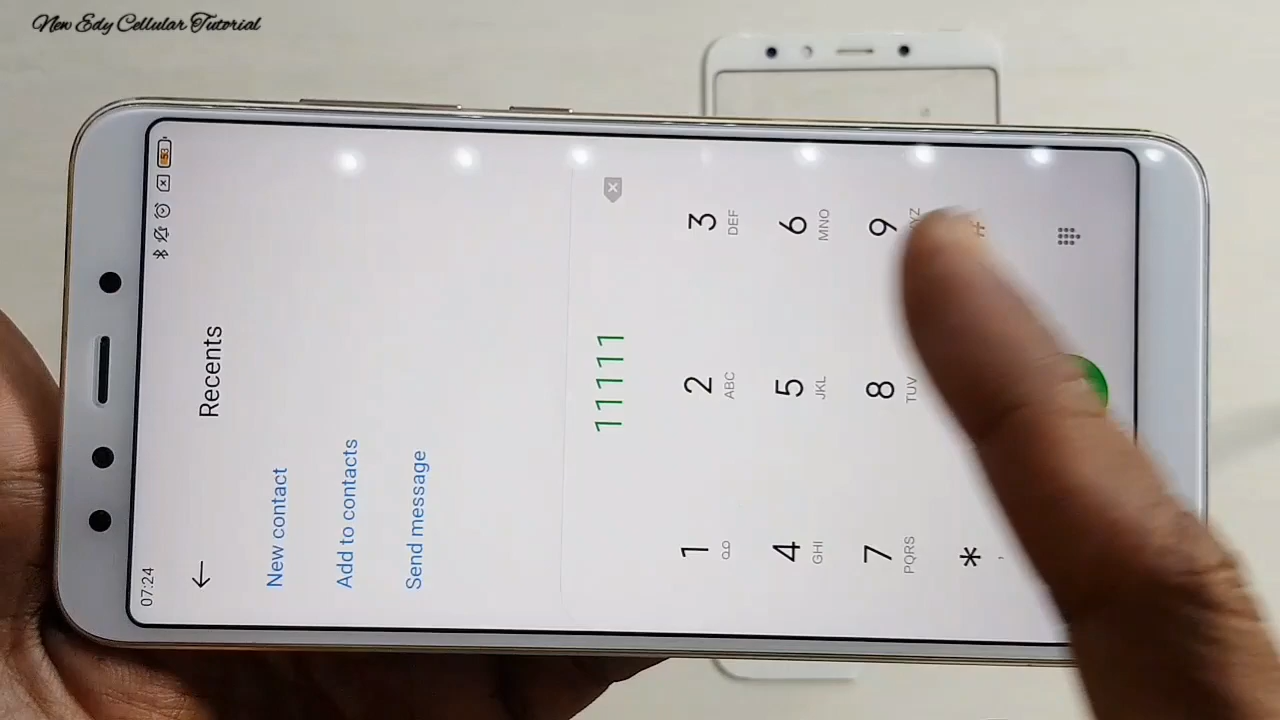 New Edy Cellular Tutorial
07:24
53
Recents
New contact
Add to contacts
Send message
11111
1 2 3
ABC DEF
4 5 6
GHI JKL MNO
7 8 9
PQRS TUV
* #
,